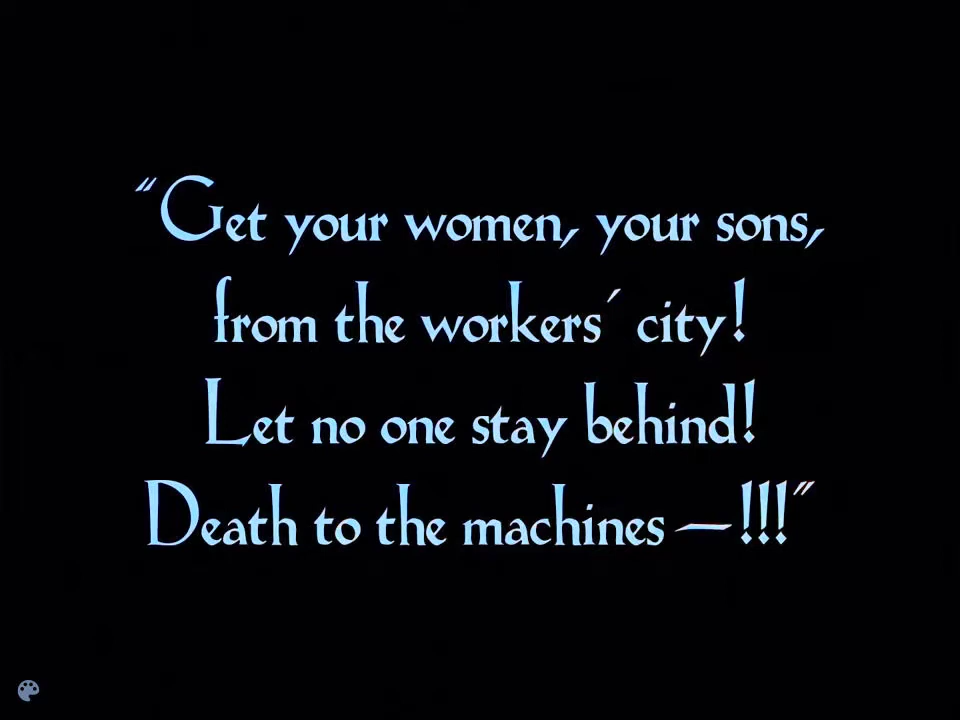 "Get your women, your sons,
from the workers´ city!
Let no one stay behind!
Death to the machines —!!!"